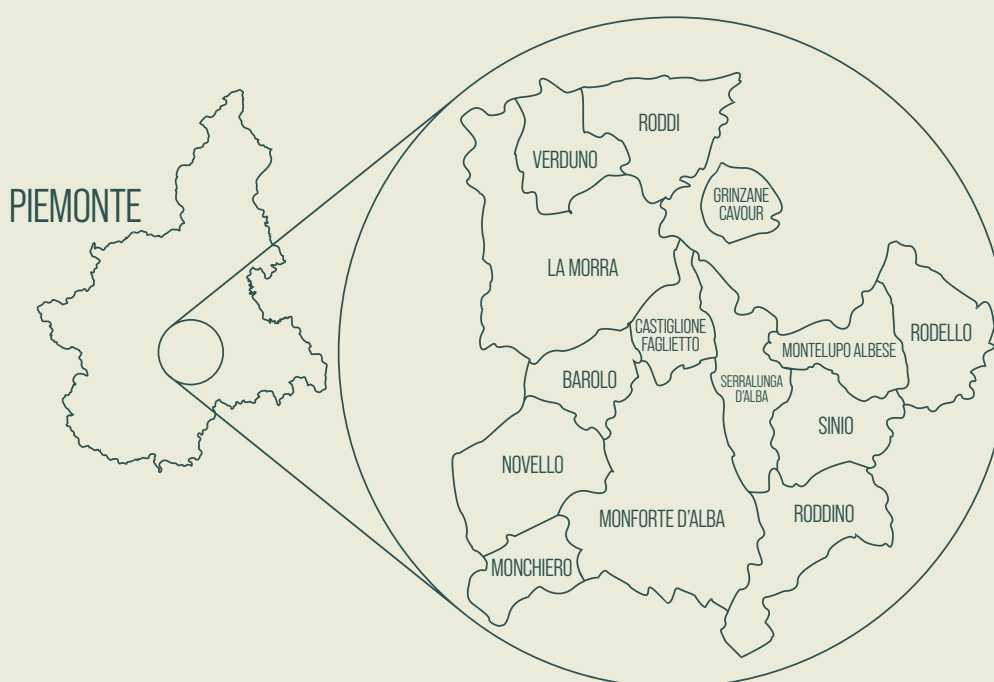 PIEMONTE
RODDI
VERDUNO
GRINZANE
CAVOUR
LA MORRA
CASTIGLIONE
FAGLIETTO
RODELLO
MONTELUPO ALBESE
BAROLO
SERRALUNGA
D'ALBA
SINIO
NOVELLO
RODDINO
MONFORTE D'ALBA
MONCHIERO